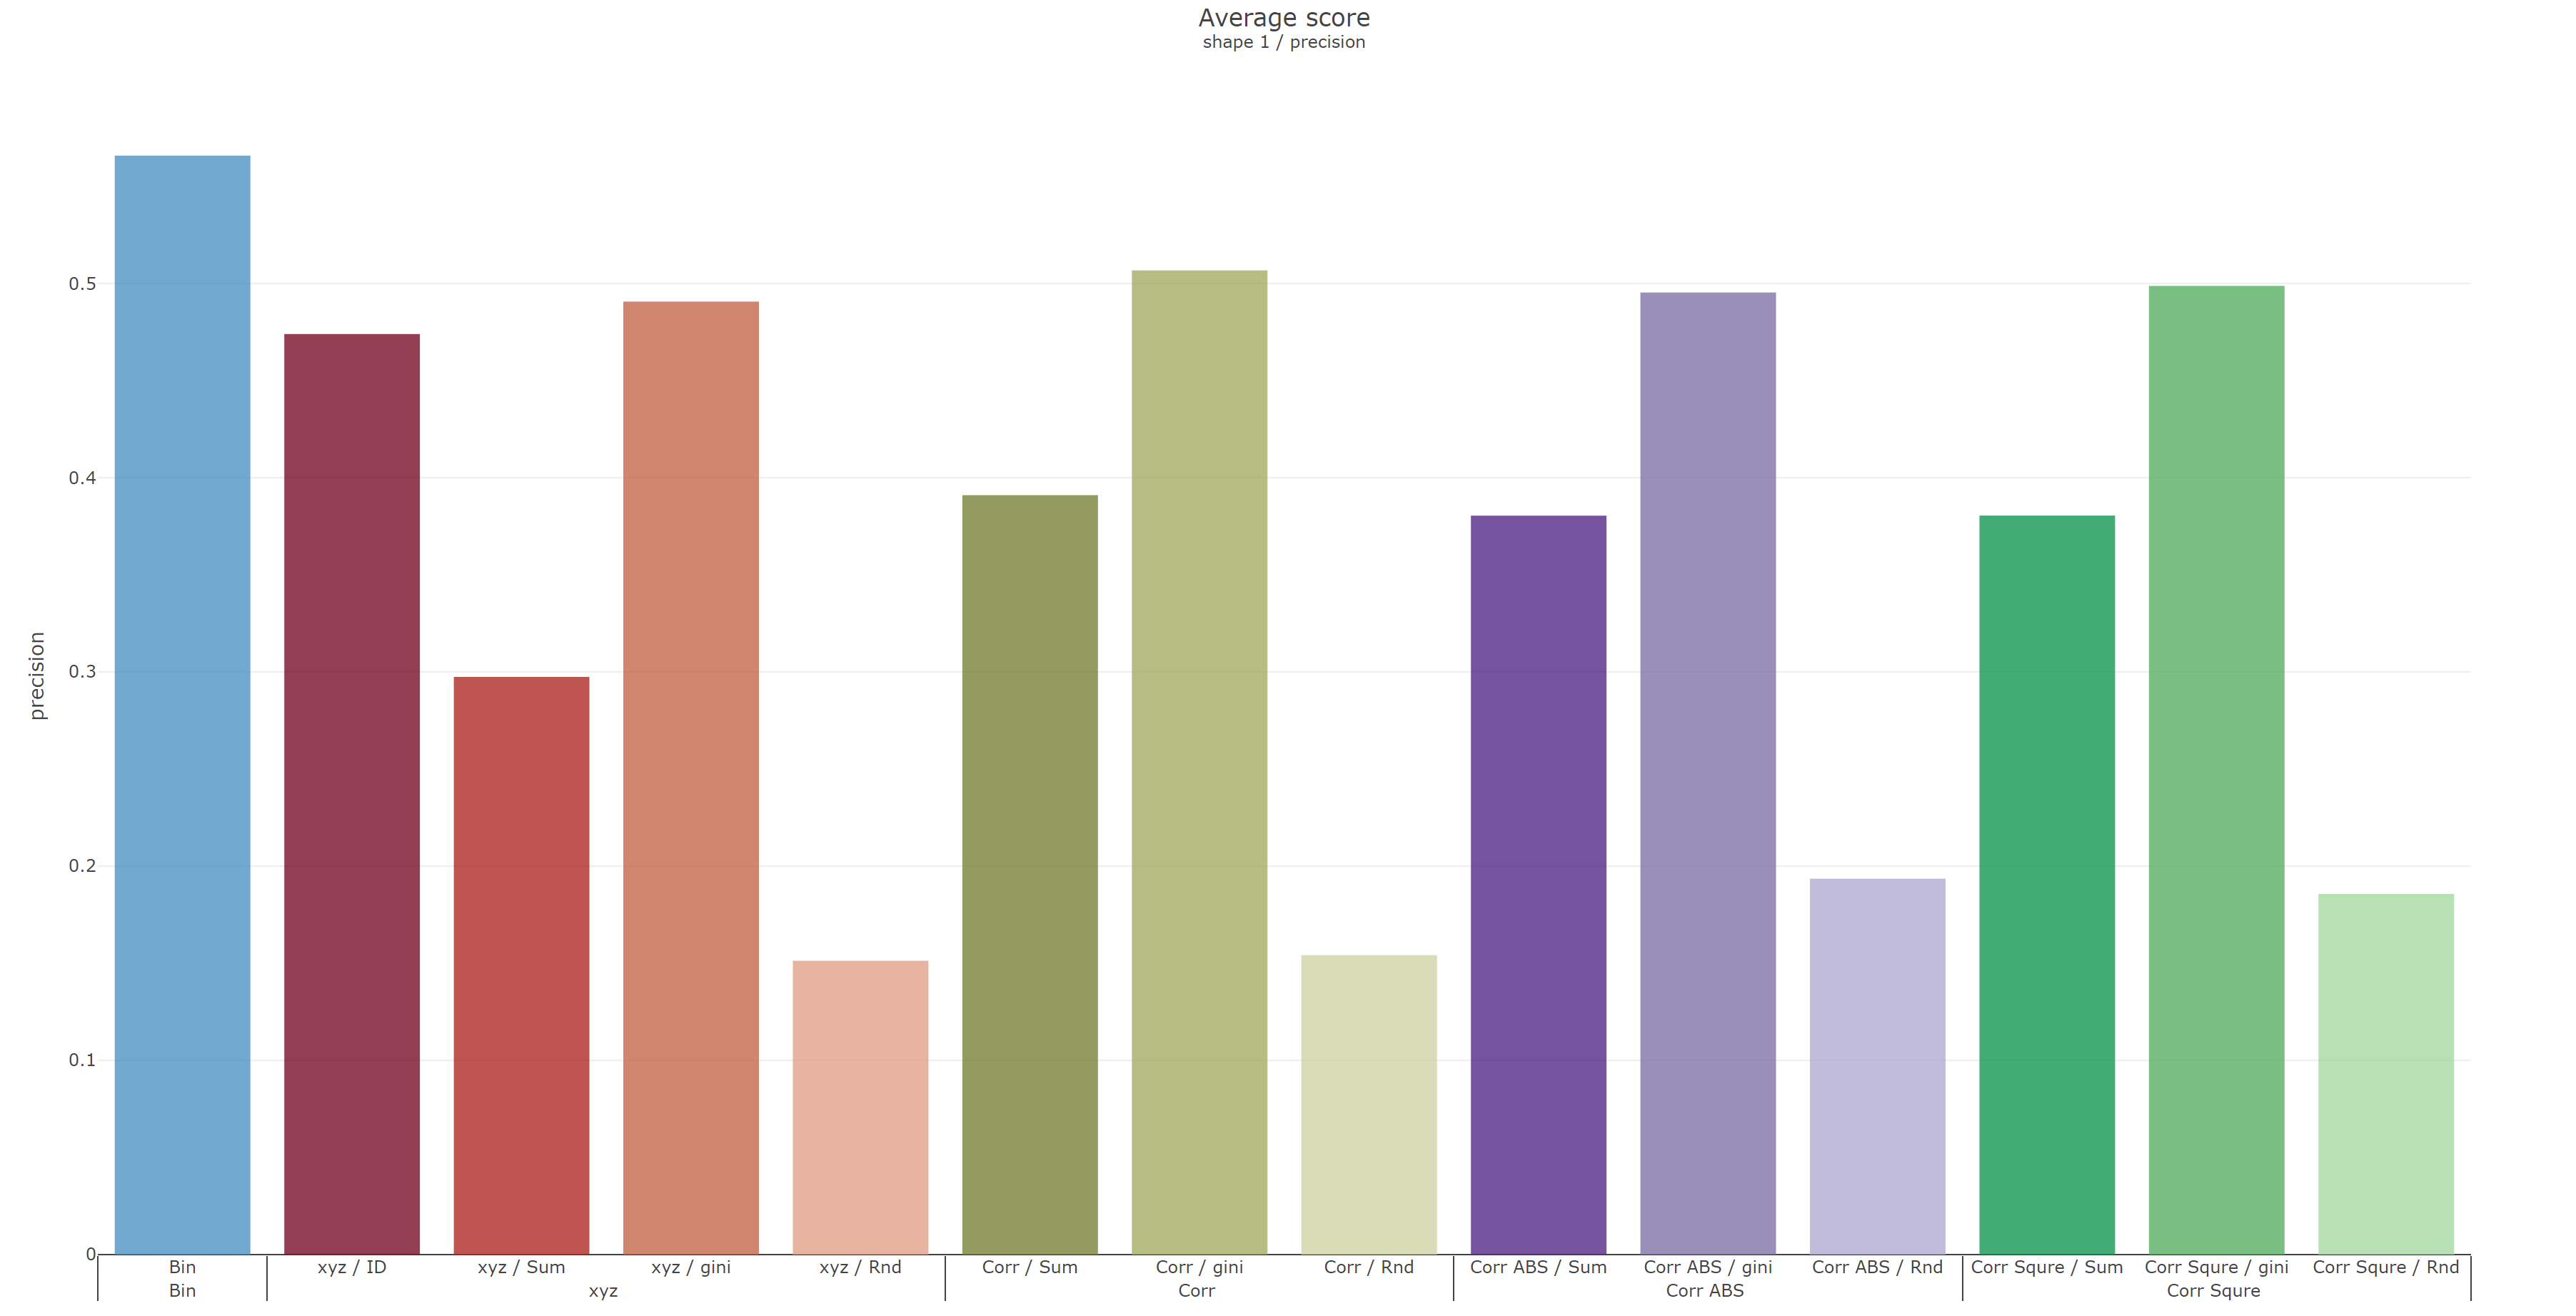 Average score
shape 1 / precision
precision
0.5
0.4
0.3
0.2
0.1
0
Bin
xyz / ID
xyz / Sum
xyz / gini
xyz / Rnd
Corr / Sum
Corr / gini
Corr / Rnd
Corr ABS / Sum
Corr ABS / gini
Corr ABS / Rnd
Corr Squre / Sum
Corr Squre / gini
Corr Squre / Rnd
Bin
xyz
Corr
Corr ABS
Corr Squre